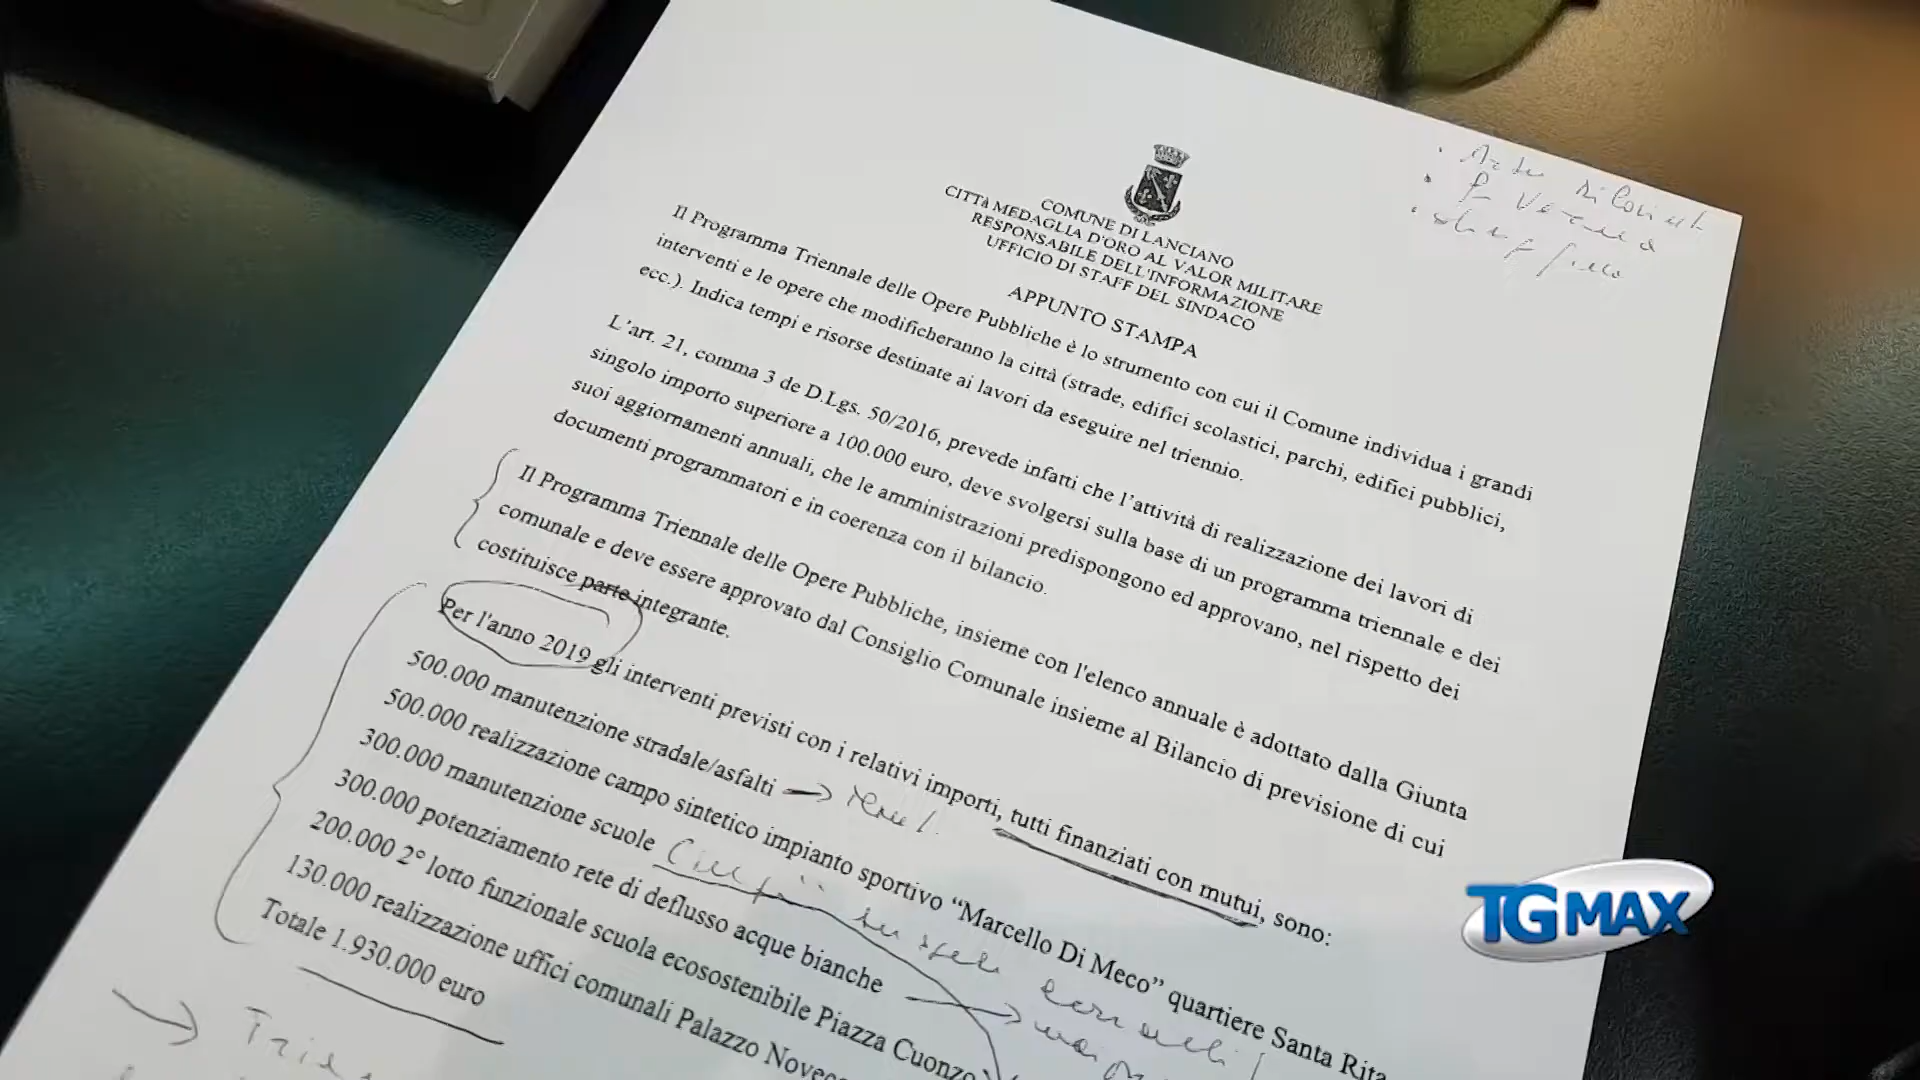 COMUNE DI LANCIANO
CITTà MEDAGLIA D'ORO AL VALOR MILITARE
RESPONSABILE DELL'INFORMAZIONE
UFFICIO DI STAFF DEL SINDACO
APPUNTO STAMPA
Il Programma Triennale delle Opere Pubbliche è lo strumento con cui il Comune individua i grandi
interventi e le opere che modificheranno la città (strade, edifici scolastici, parchi, edifici pubblici,
ecc.). Indica tempi e risorse destinate ai lavori da eseguire nel triennio.
L'art. 21, comma 3 de D.Lgs. 50/2016, prevede infatti che l'attività di realizzazione dei lavori di
singolo importo superiore a 100.000 euro, deve svolgersi sulla base di un programma triennale e dei
suoi aggiornamenti annuali, che le amministrazioni predispongono ed approvano, nel rispetto dei
documenti programmatori e in coerenza con il bilancio.
Il Programma Triennale delle Opere Pubbliche, insieme con l'elenco annuale è adottato dalla Giunta
comunale e deve essere approvato dal Consiglio Comunale insieme al Bilancio di previsione di cui
costituisce parte integrante.
Per l'anno 2019 gli interventi previsti con i relativi importi, tutti finanziati con mutui, sono:
500.000 manutenzione stradale/asfalti
500.000 realizzazione campo sintetico impianto sportivo “Marcello Di Meco” quartiere Santa Rita
300.000 manutenzione scuole
300.000 potenziamento rete di deflusso acque bianche
200.000 2° lotto funzionale scuola ecosostenibile Piazza Cuonzo
130.000 realizzazione uffici comunali Palazzo Novec
Totale 1.930.000 euro
TGMAX